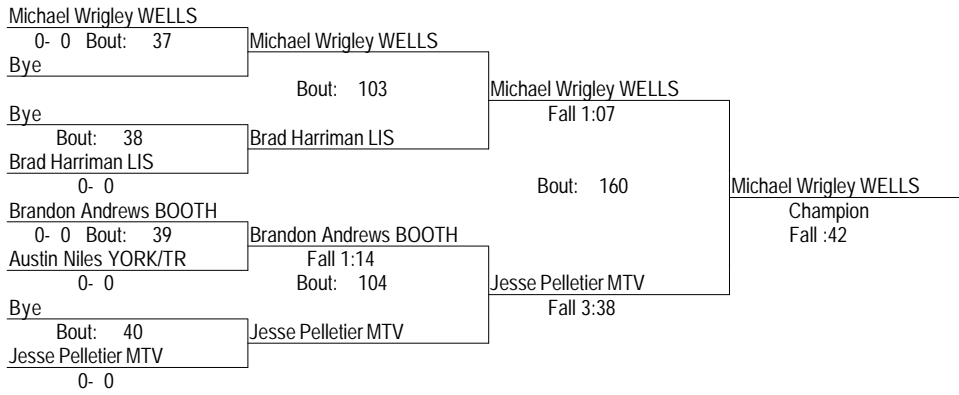 Michael Wrigley WELLS
0- 0 Bout: 37
Michael Wrigley WELLS
Bye
Bout: 103
Michael Wrigley WELLS
Bye
Fall 1:07
Bout: 38
Brad Harriman LIS
Brad Harriman LIS
0- 0
Bout: 160
Michael Wrigley WELLS
Brandon Andrews BOOTH
Champion
0- 0 Bout: 39
Brandon Andrews BOOTH
Fall :42
Austin Niles YORK/TR
Fall 1:14
0- 0
Bout: 104
Jesse Pelletier MTV
Bye
Fall 3:38
Bout: 40
Jesse Pelletier MTV
Jesse Pelletier MTV
0- 0